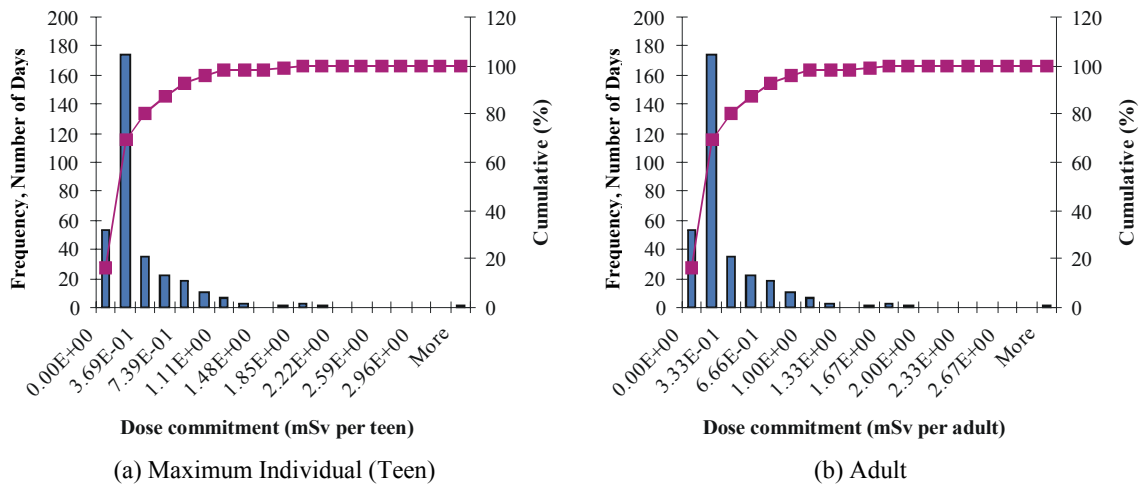 200
180
160
140
120
100
80
60
40
20
0
Frequency, Number of Days
120
100
80
60
40
20
0
Cumulative (%)
0.00E+00
3.69E-01
7.39E-01
1.11E+00
1.48E+00
1.85E+00
2.22E+00
2.59E+00
2.96E+00
More
Dose commitment (mSv per teen)
(a) Maximum Individual (Teen)
200
180
160
140
120
100
80
60
40
20
0
Frequency, Number of Days
120
100
80
60
40
20
0
Cumulative (%)
0.00E+00
3.33E-01
6.66E-01
1.00E+00
1.33E+00
1.67E+00
2.00E+00
2.33E+00
2.67E+00
More
Dose commitment (mSv per adult)
(b) Adult